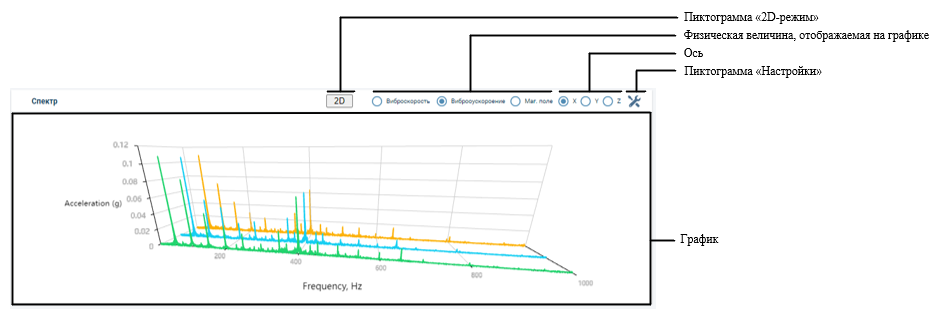 Пиктограмма «2D-режим»
Физическая величина, отображаемая на графике
Ось
Пиктограмма «Настройки»
Спектр 2D Виброскорость Виброускорение Маг. поле X Y Z
0.12
0.1
0.08
0.06
Acceleration (g)
0.04
0.02
0
График
200
400
600
800
1000
Frequency, Hz